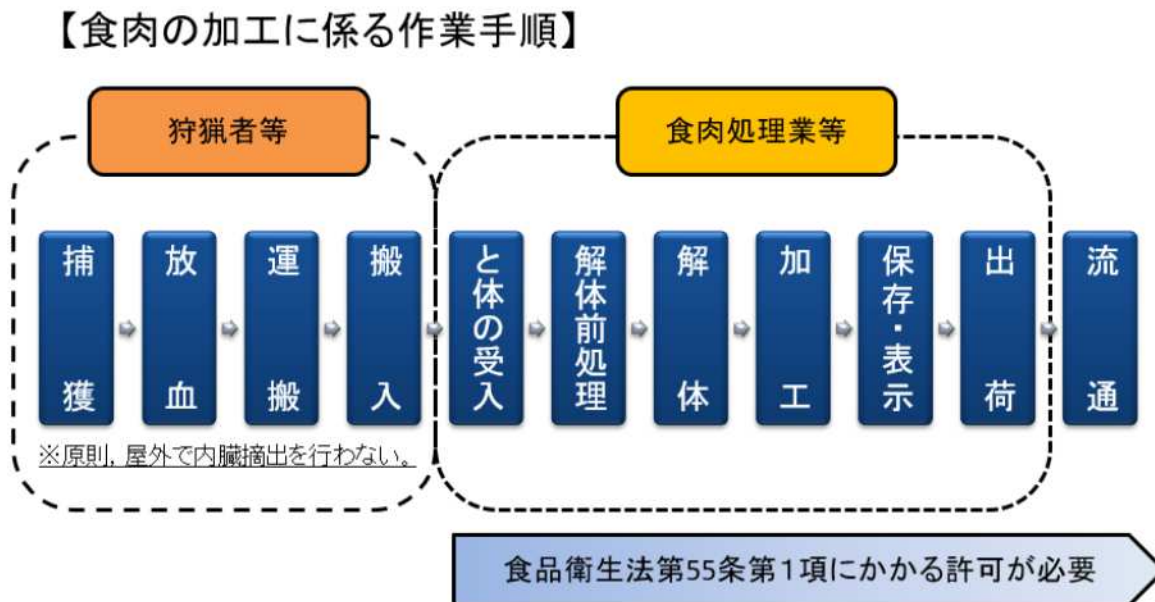 【食肉の加工に係る作業手順】
狩猟者等
食肉処理業等
捕獲
放血
運搬
搬入
と体の受入
解体前処理
解体
加工
保存・表示
出荷
流通
※原則，屋外で内臓摘出を行わない。
食品衛生法第55条第１項にかかる許可が必要